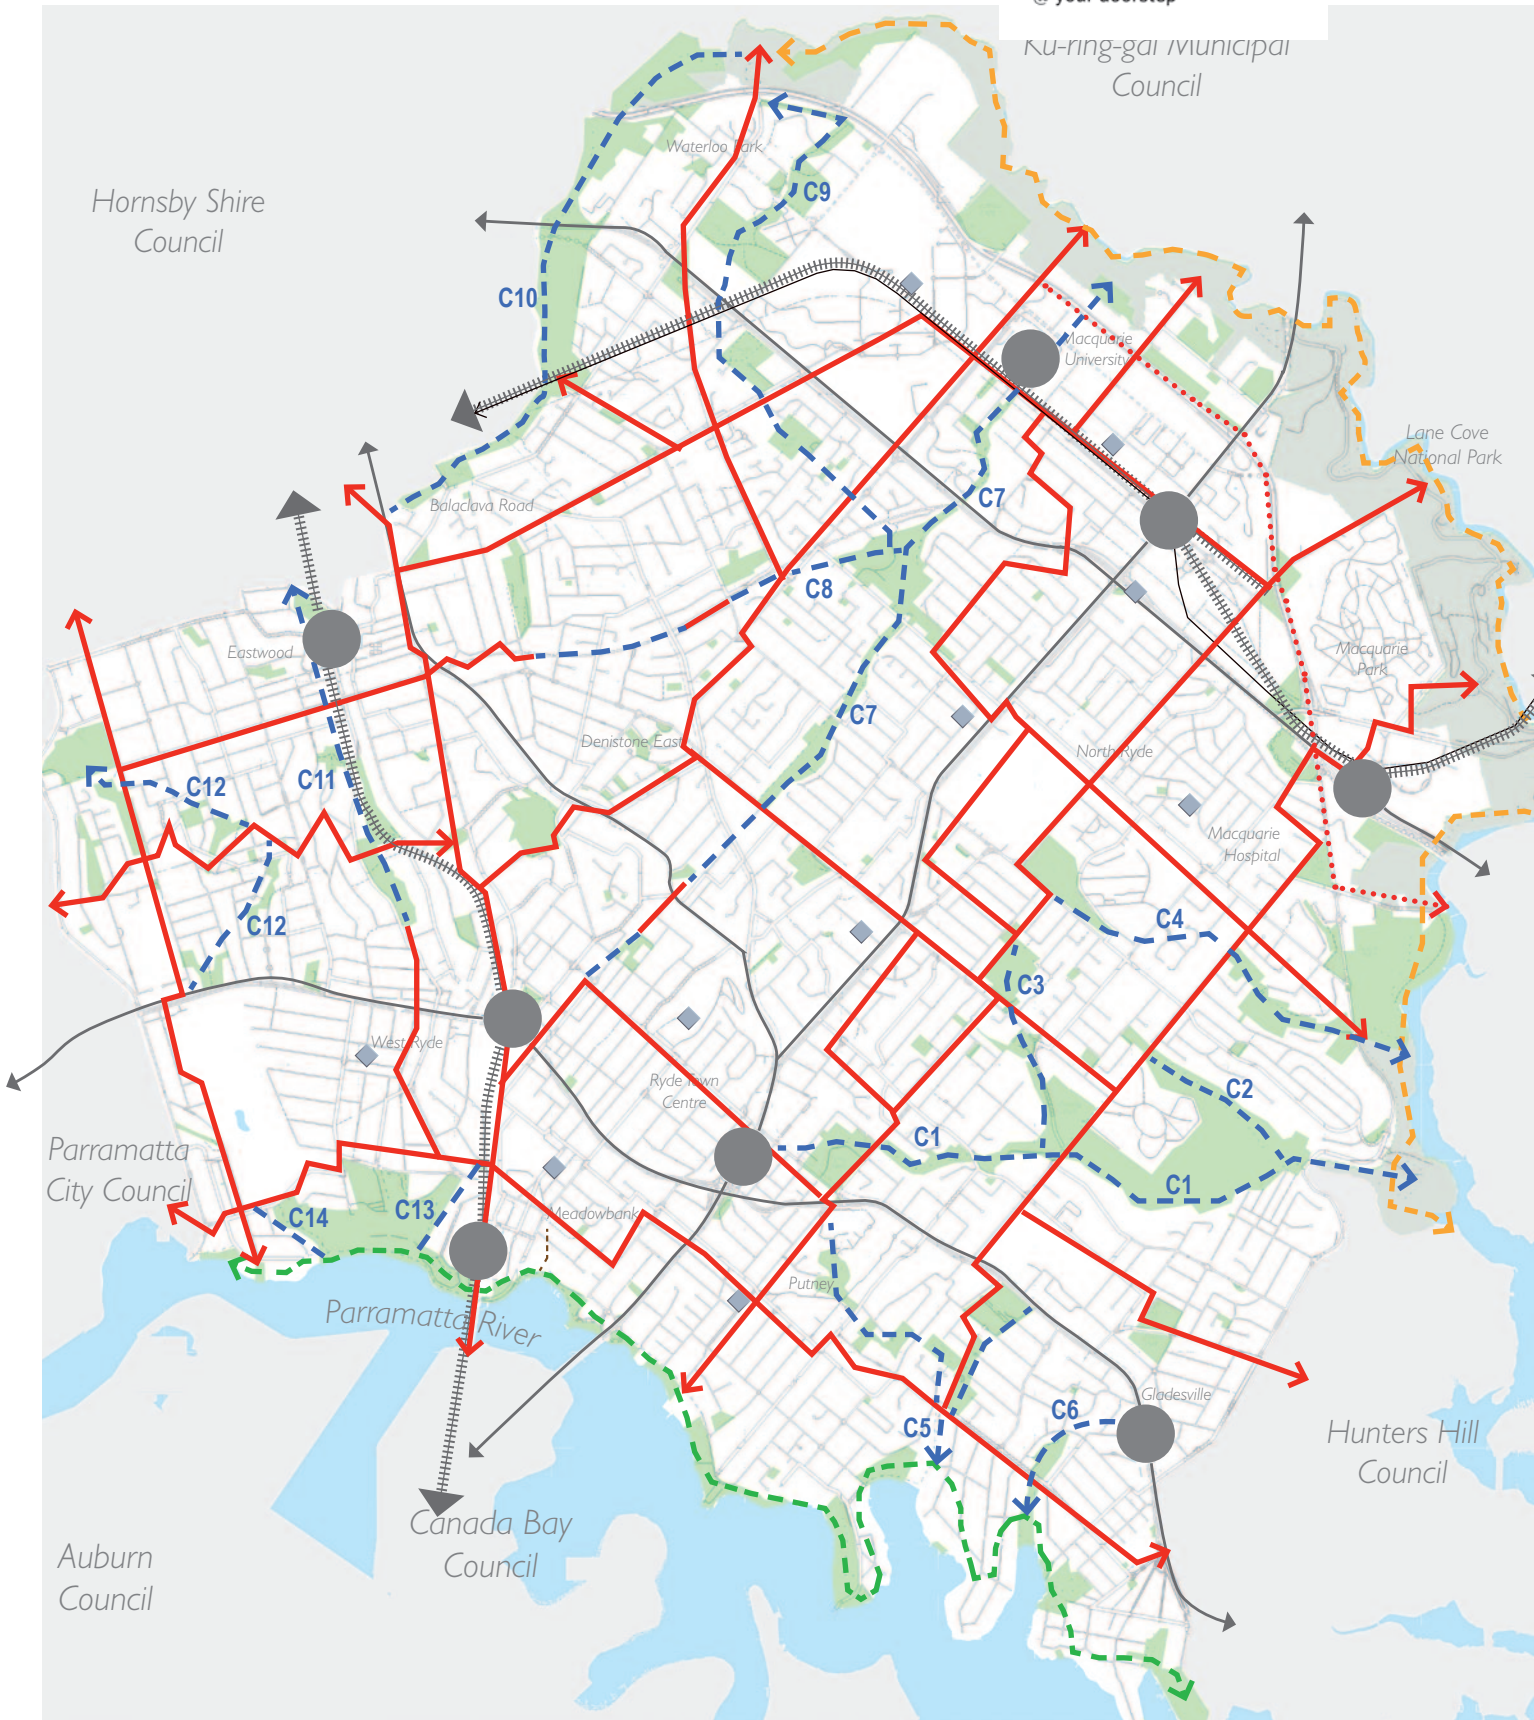 @ your doorstep
Ku-ring-gai Municipal
Council
Hornsby Shire
Council
Waterloo Park
C9
C10
Macquarie
University
Lane Cove
National Park
Balaclava Road
C7
C8
Eastwood
Macquarie
Park
C7
Denistone East
North Ryde
C12
C11
Macquarie
Hospital
C12
C4
C3
West Ryde
Ryde Town
Centre
C2
C1
Parramatta
City Council
C1
C14
C13
Meadowbank
Putney
Parramatta River
Gladesville
C6
C5
Hunters Hill
Council
Canada Bay
Council
Auburn
Council